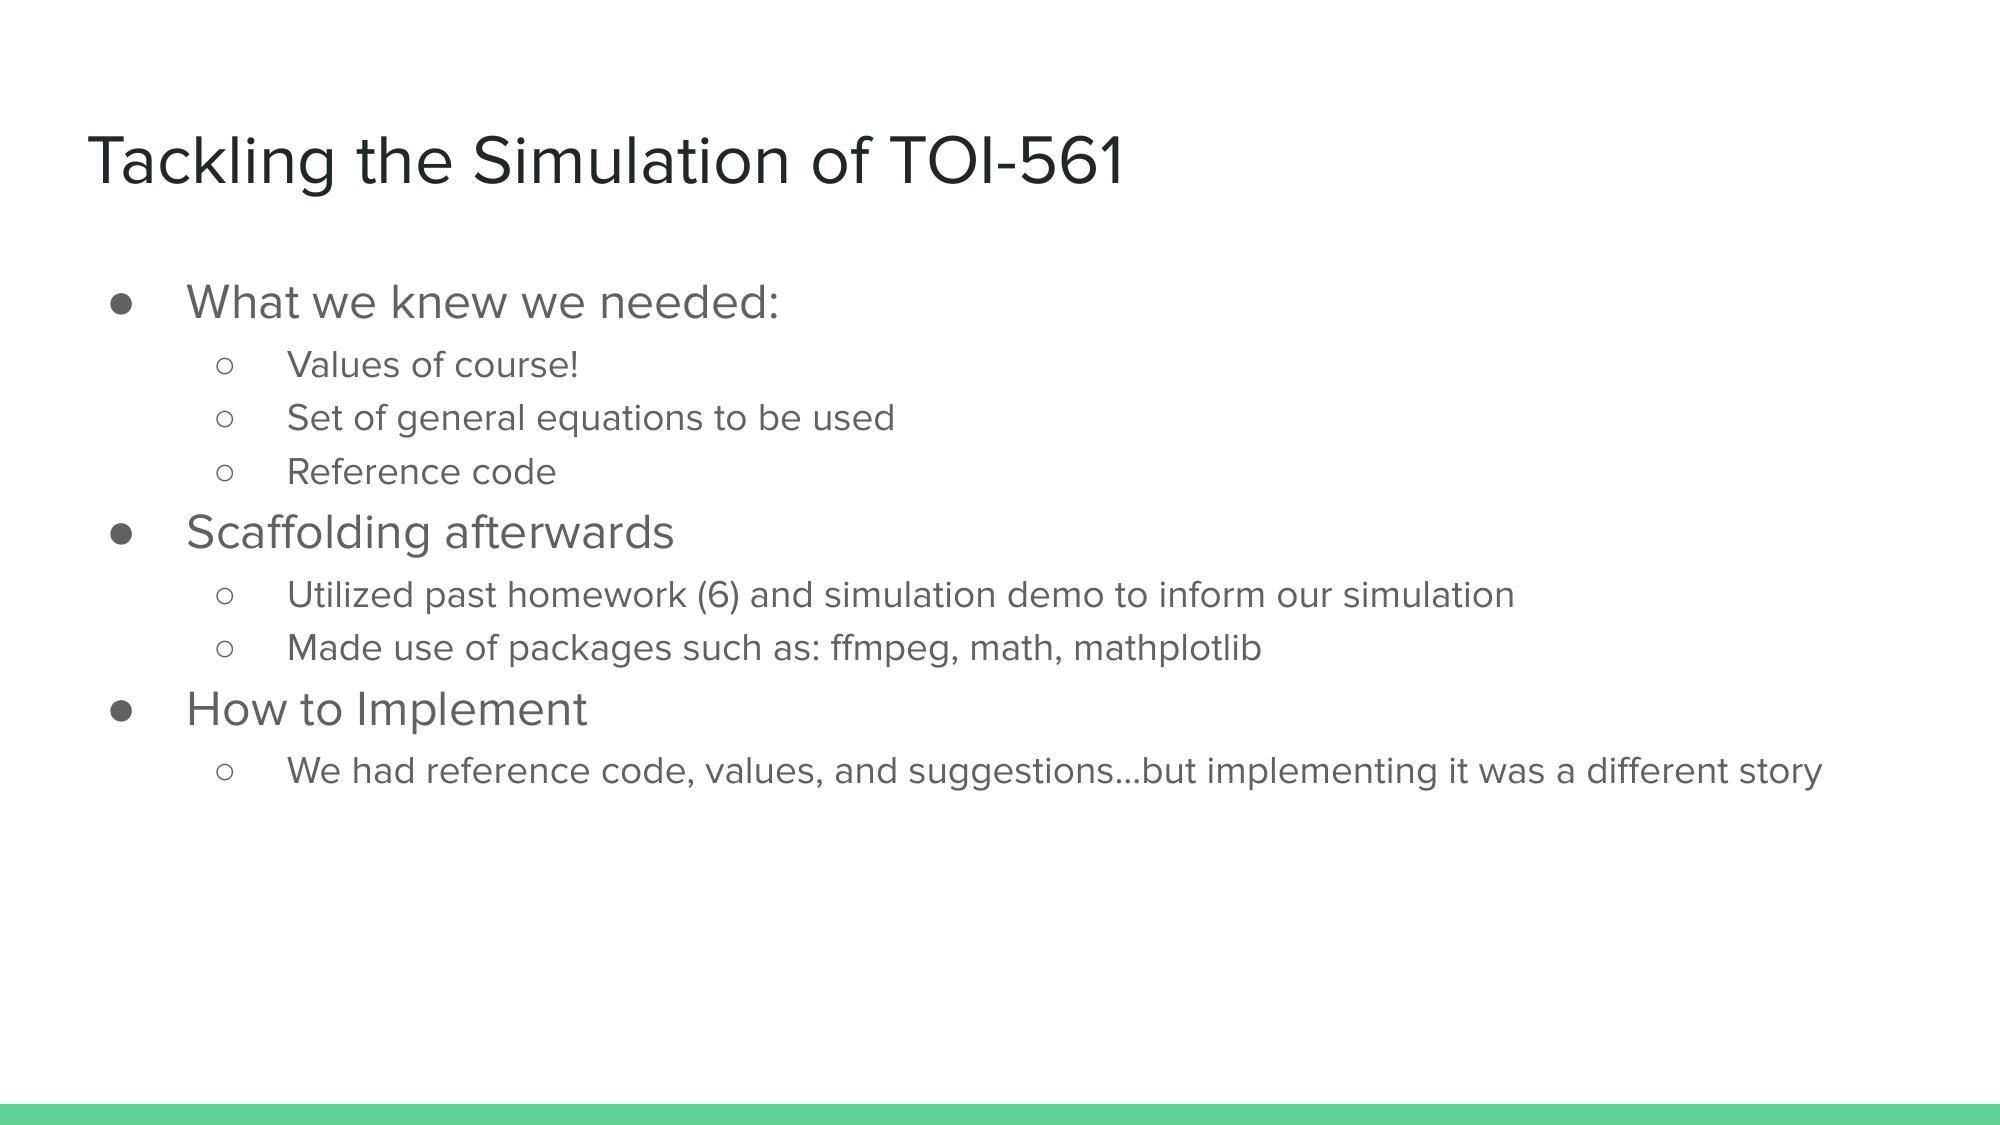 Tackling the Simulation of TOI-561
● What we knew we needed:
○ Values of course!
○ Set of general equations to be used
○ Reference code
● Scaffolding afterwards
○ Utilized past homework (6) and simulation demo to inform our simulation
○ Made use of packages such as: ffmpeg, math, mathplotlib
● How to Implement
○ We had reference code, values, and suggestions...but implementing it was a different story